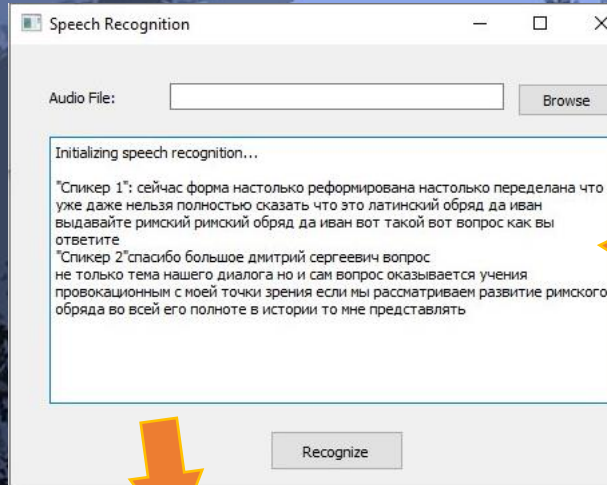 Speech Recognition
Audio File:
Browse
Initializing speech recognition...
"Спикер 1": сейчас форма настолько реформирована настолько переделана что
уже даже нельзя полностью сказать что это латинский обряд да иван
выдавайте римский римский обряд да иван вот такой вот вопрос как вы
ответите
"Спикер 2"спасибо большое дмитрий сергеевич вопрос
не только тема нашего диалога но и сам вопрос оказывается учения
провокационным с моей точки зрения если мы рассматриваем развитие римского
обряда во всей его полноте в истории то мне представлять
Recognize